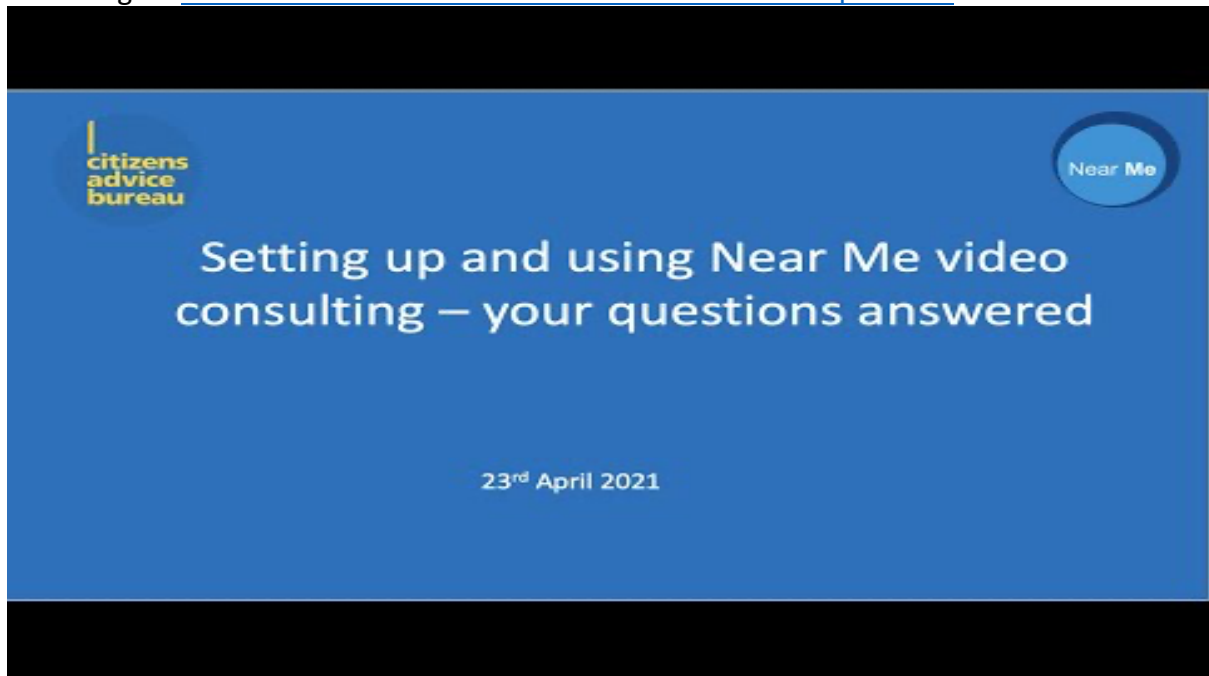 citizens
advice
bureau
Near Me
Setting up and using Near Me video
consulting – your questions answered
23rd April 2021